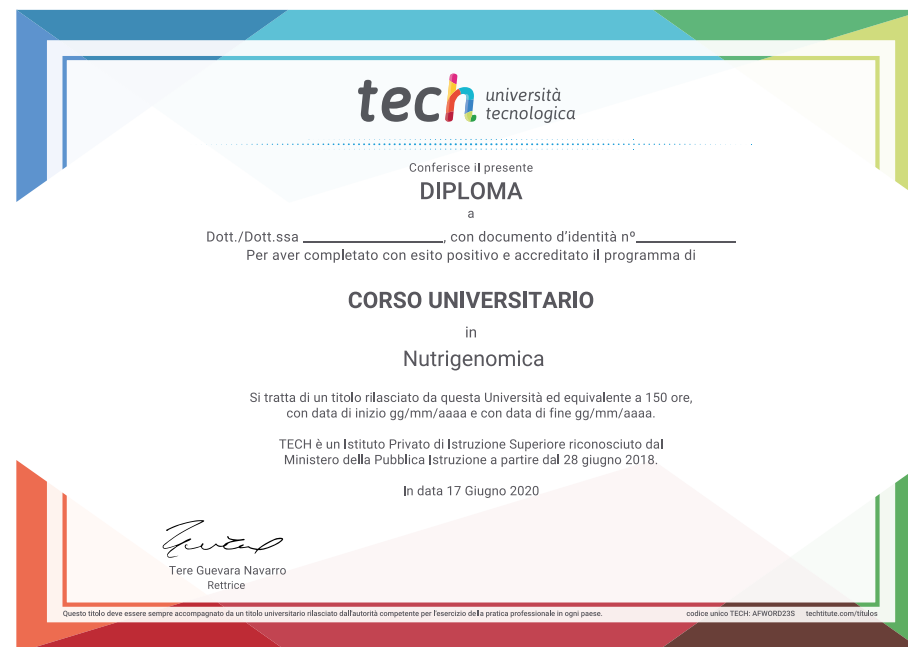 tech università
tecnologica
Conferisce il presente
DIPLOMA
a
Dott./Dott.ssa ____________________, con documento d'identità nº______________
Per aver completato con esito positivo e accreditato il programma di
CORSO UNIVERSITARIO
in
Nutrigenomica
Si tratta di un titolo rilasciato da questa Università ed equivalente a 150 ore,
con data di inizio gg/mm/aaaa e con data di fine gg/mm/aaaa.
TECH è un Istituto Privato di Istruzione Superiore riconosciuto dal
Ministero della Pubblica Istruzione a partire dal 28 giugno 2018.
In data 17 Giugno 2020
Tere Guevara Navarro
Rettrice
Questo titolo deve essere sempre accompagnato da un titolo universitario rilasciato dall'autorità competente per l'esercizio della pratica professionale in ogni paese. codice unico TECH: AFWORD23S techtitute.com/titulos